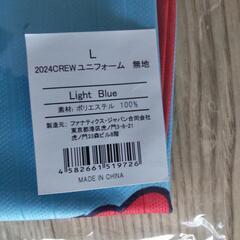 L
2024CREWユニフォーム 無地
Light Blue
素材：ポリエステル 100%
製造元：ファナティクス・ジャパン合同会社
東京都港区虎ノ門3-8-21
虎ノ門33森ビル8階
4582661519726
MADE IN CHINA